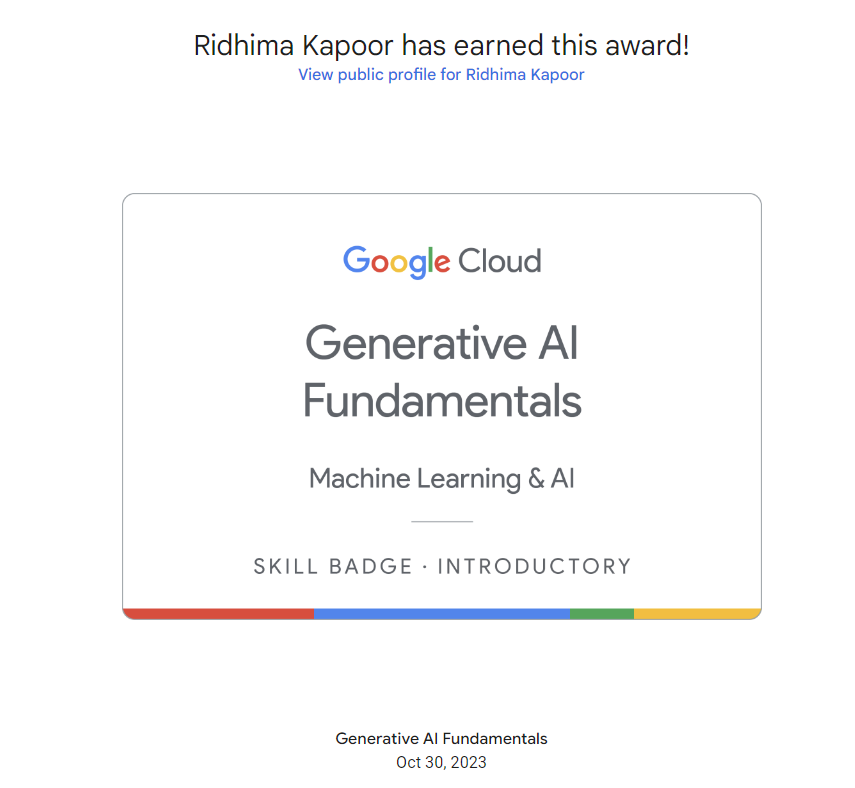 Ridhima Kapoor has earned this award!
View public profile for Ridhima Kapoor
Google Cloud
Generative AI
Fundamentals
Machine Learning & AI
SKILL BADGE · INTRODUCTORY
Generative AI Fundamentals
Oct 30, 2023